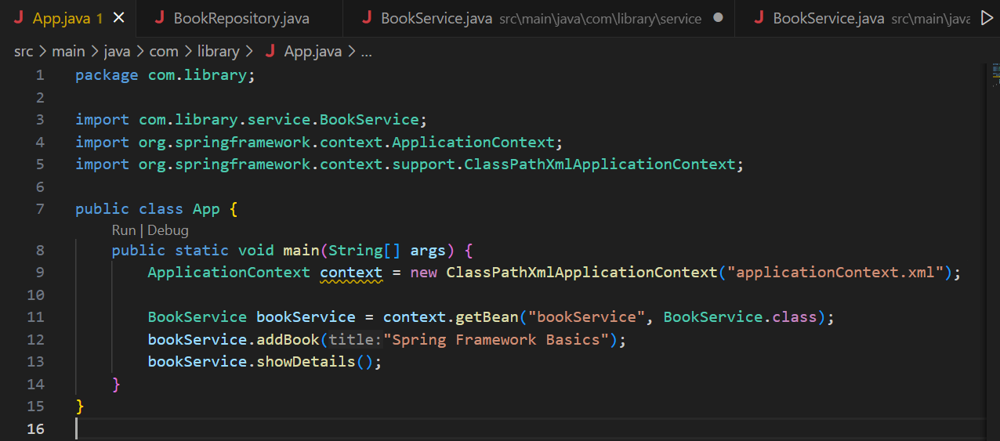 J App.java 1 × J BookRepository.java J BookService.java src\main\java\com\library\service J BookService.java src\main\java
src > main > java > com > library > J App.java > ...
1 package com.library;
2
3 import com.library.service.BookService;
4 import org.springframework.context.ApplicationContext;
5 import org.springframework.context.support.ClassPathXmlApplicationContext;
6
7 public class App {
Run | Debug
8 public static void main(String[] args) {
9 ApplicationContext context = new ClassPathXmlApplicationContext("applicationContext.xml");
10
11 BookService bookService = context.getBean("bookService", BookService.class);
12 bookService.addBook(title:"Spring Framework Basics");
13 bookService.showDetails();
14 }
15 }
16